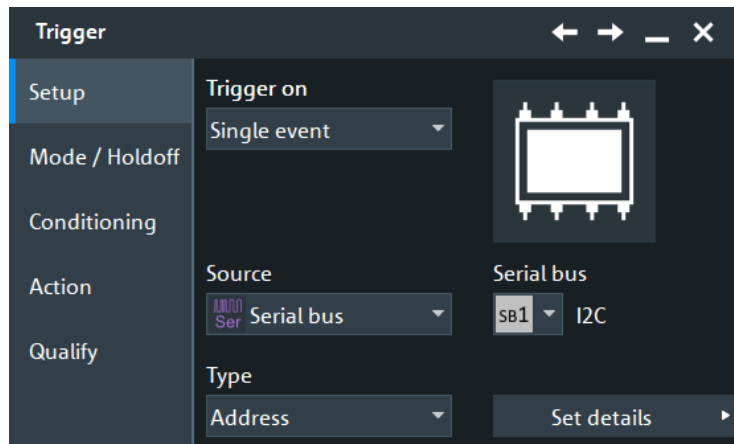 Trigger
Setup
Mode / Holdoff
Conditioning
Action
Qualify
Trigger on
Single event
Source
Serial bus
Ser Serial bus
SB1 I2C
Type
Address
Set details